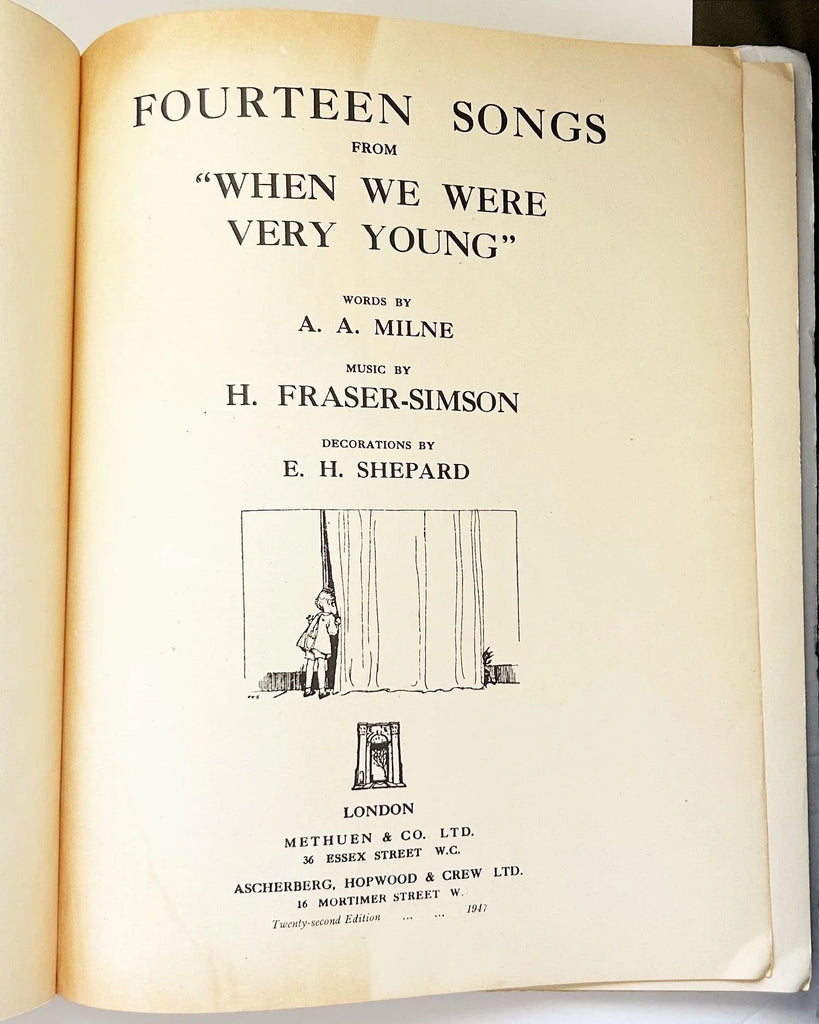 FOURTEEN SONGS
FROM
“WHEN WE WERE
VERY YOUNG”
WORDS BY
A. A. MILNE
MUSIC BY
H. FRASER-SIMSON
DECORATIONS BY
E. H. SHEPARD
LONDON
METHUEN & CO. LTD.
36 ESSEX STREET W.C.
ASCHERBERG, HOPWOOD & CREW LTD.
16 MORTIMER STREET W.
Twenty-second Edition ... ... 1947